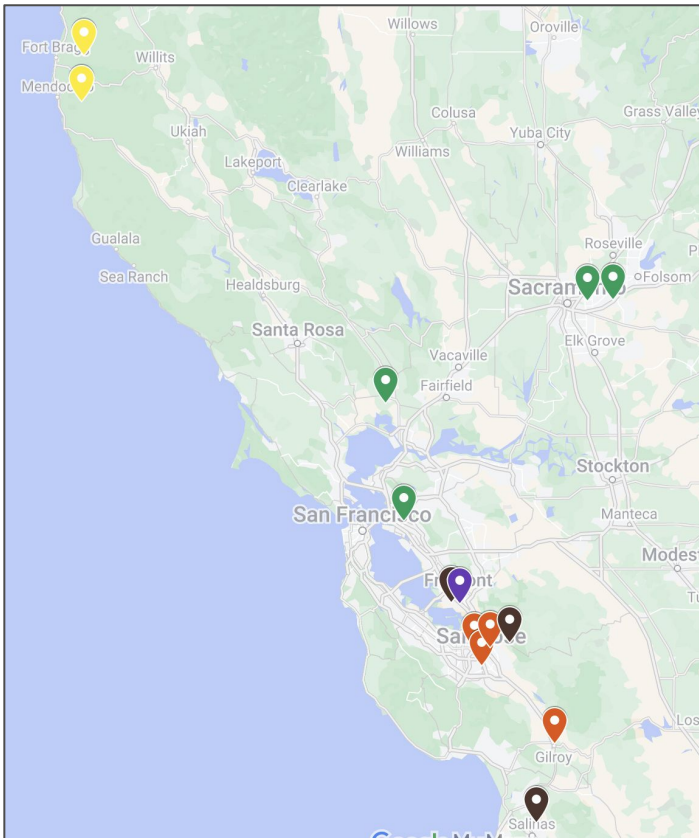 Willows
Oroville
Fort Bragg
Willits
Mendocino
Colusa
Grass Valley
Ukiah
Yuba City
Lakeport
Williams
Clearlake
Gualala
Roseville
Sea Ranch
Folsom
Healdsburg
Sacramento
Santa Rosa
Elk Grove
Vacaville
Fairfield
Stockton
San Francisco
Manteca
Modest
Fremont
San Jose
Los
Gilroy
Salinas